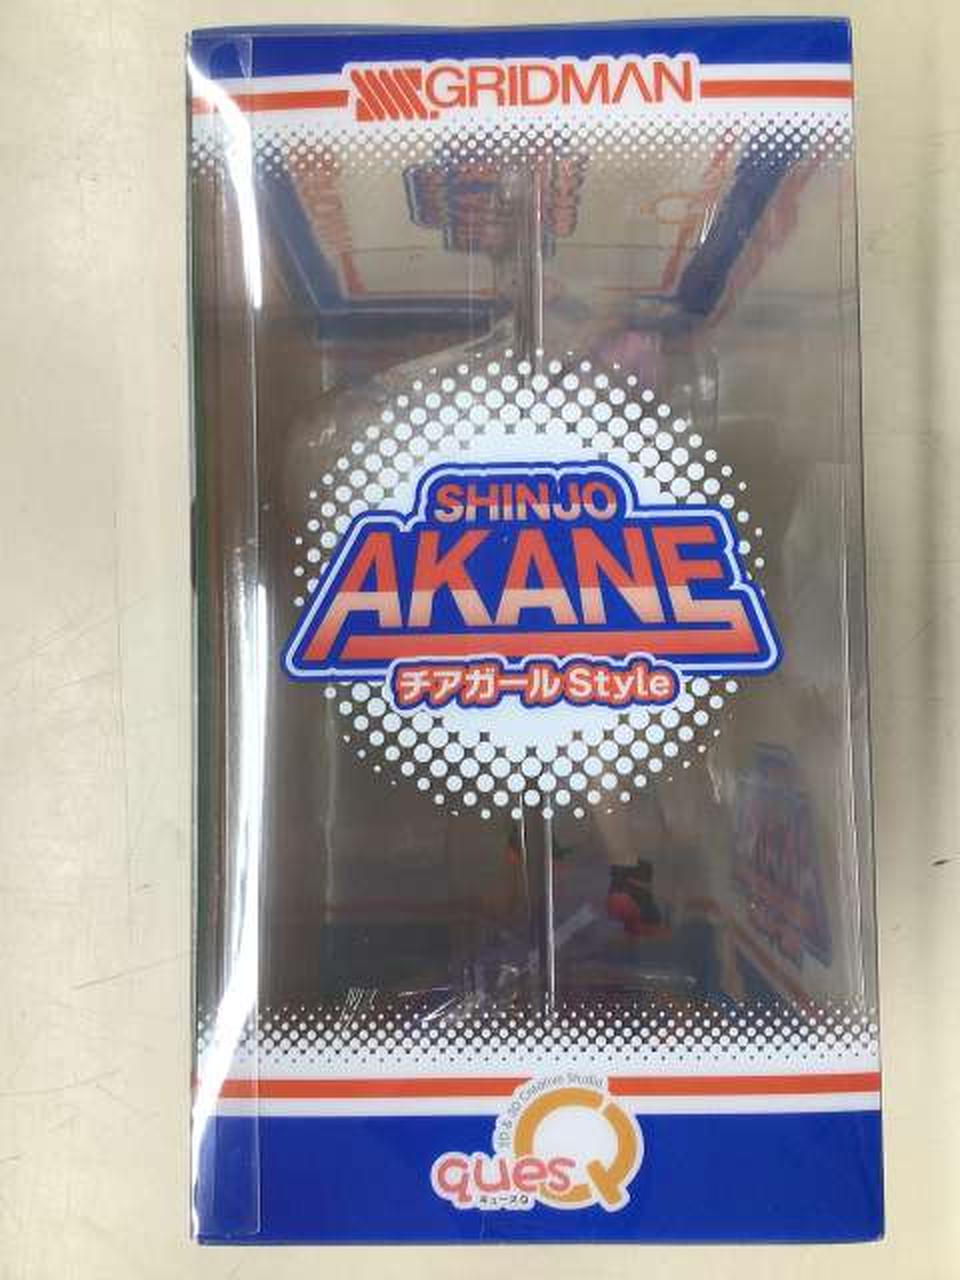 GRIDMAN
SHINJO
AKANE
チアガールStyle
2D & 3D Creative Studio
quesQ
キューズQ